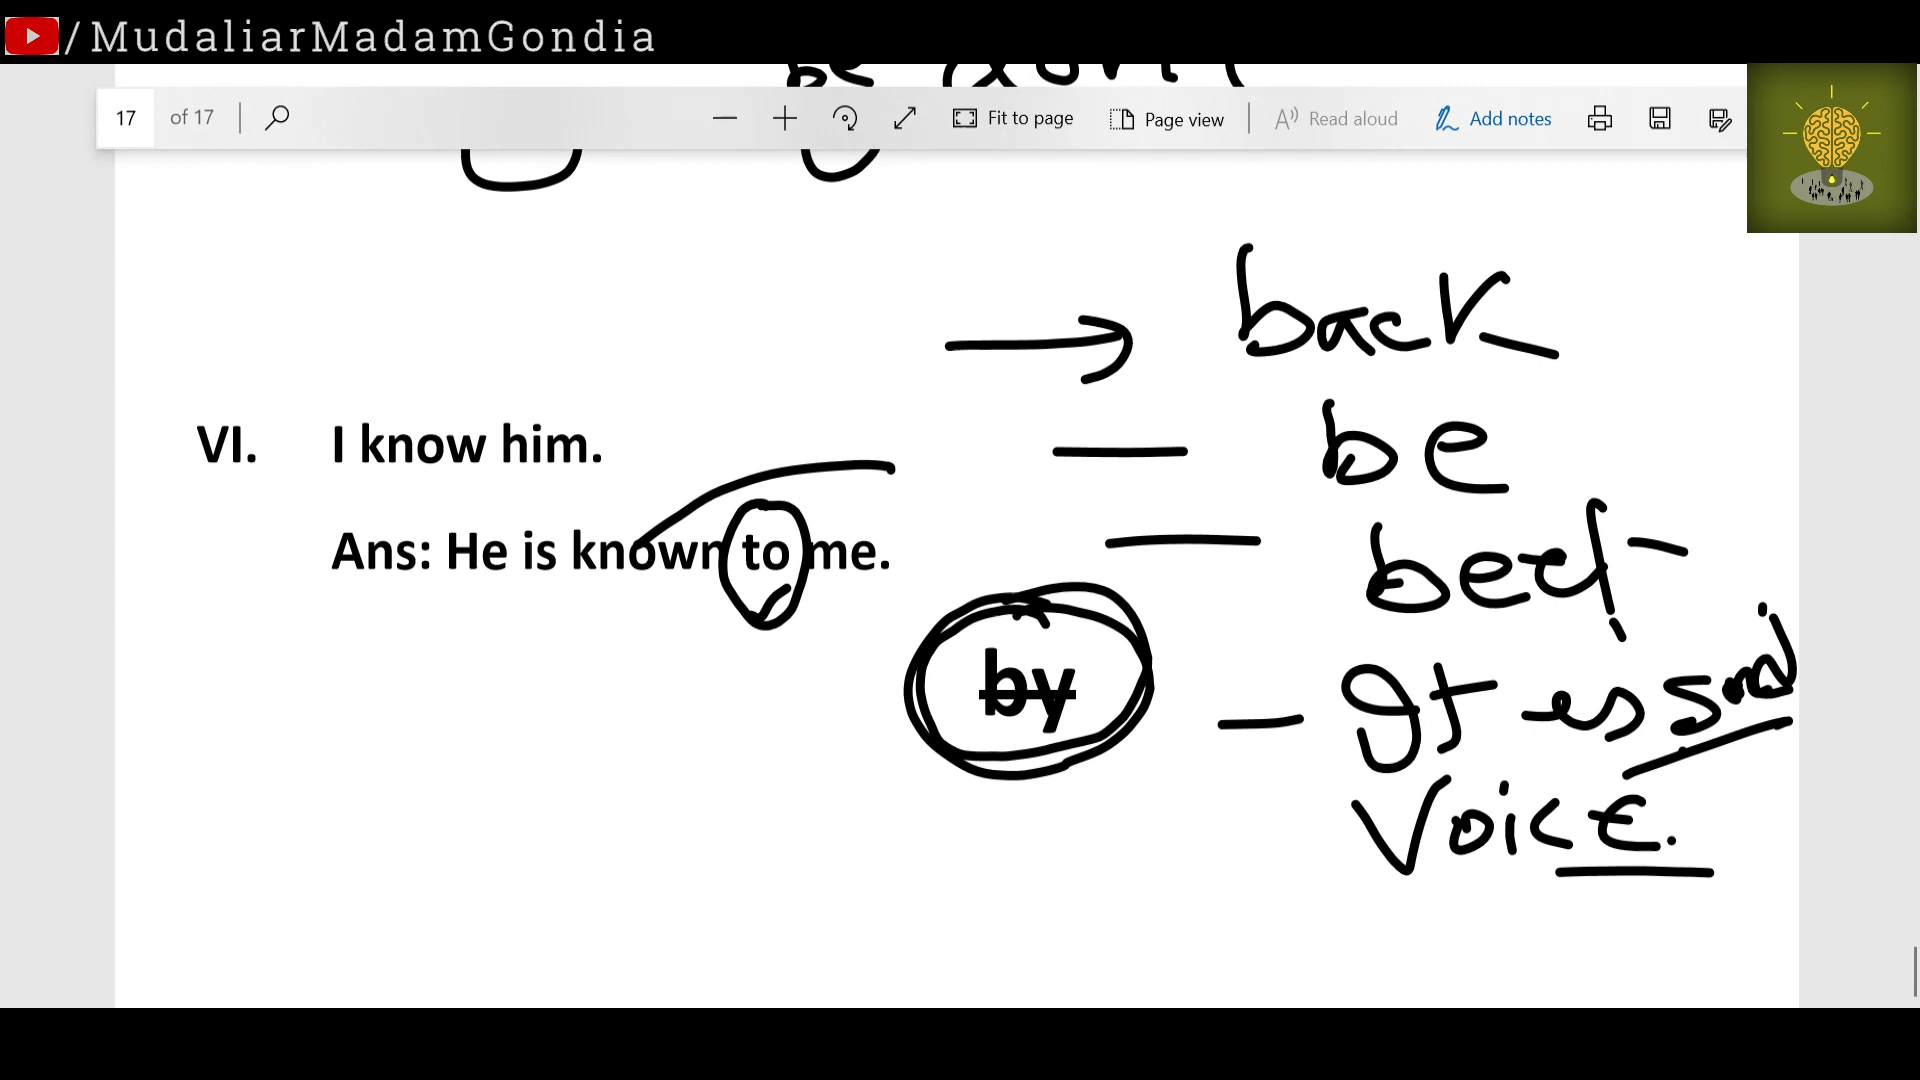 /MudaliarMadamGondia
17 of 17 Fit to page Page view Read aloud Add notes
back
VI. I know him.
be
Ans: He is known to me.
by
Voice.